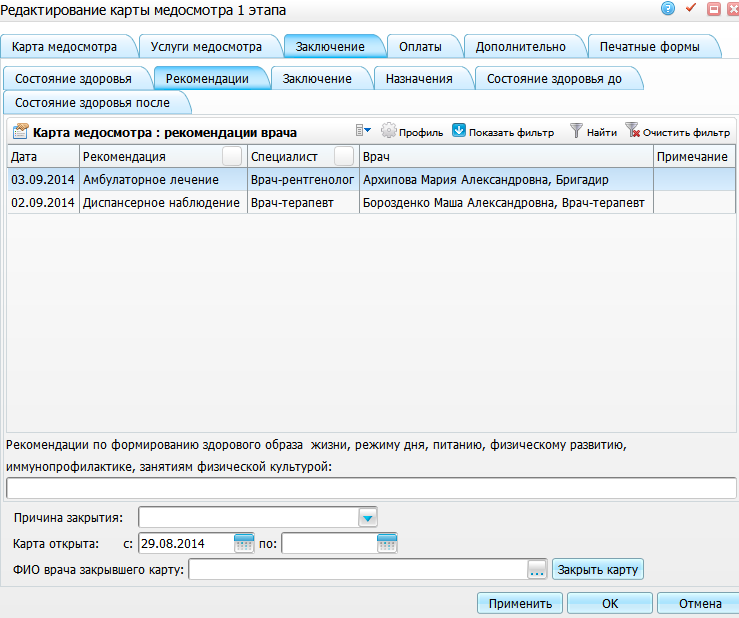 Редактирование карты медосмотра 1 этапа
Карта медосмотра Услуги медосмотра Заключение Оплаты Дополнительно Печатные формы
Состояние здоровья Рекомендации Заключение Назначения Состояние здоровья до
Состояние здоровья после
Карта медосмотра : рекомендации врача Профиль Показать фильтр Найти Очистить фильтр
Дата Рекомендация Специалист Врач Примечание
03.09.2014 Амбулаторное лечение Врач-рентгенолог Архипова Мария Александровна, Бригадир
02.09.2014 Диспансерное наблюдение Врач-терапевт Борозденко Маша Александровна, Врач-терапевт
Рекомендации по формированию здорового образа жизни, режиму дня, питанию, физическому развитию,
иммунопрофилактике, занятиям физической культурой:
Причина закрытия:
Карта открыта: с: 29.08.2014 по:
ФИО врача закрывшего карту: ... Закрыть карту
Применить ОК Отмена